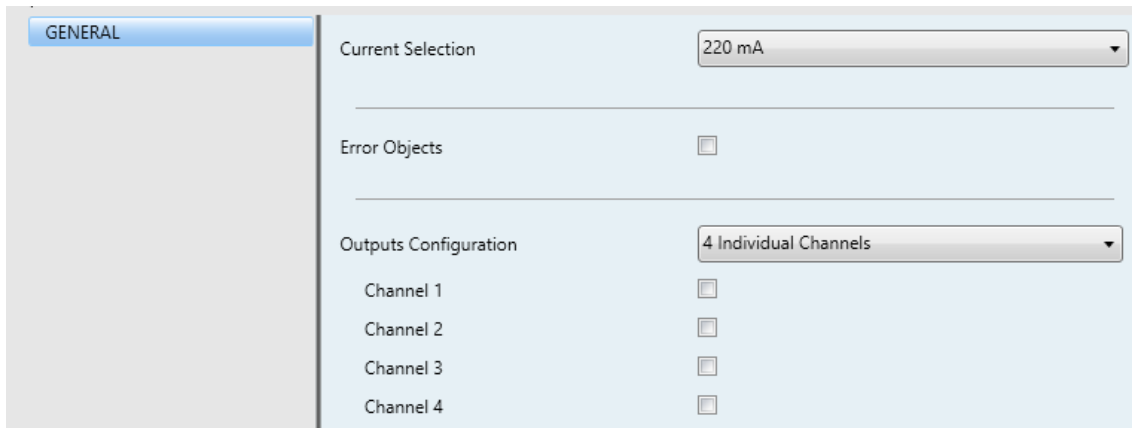 GENERAL
Current Selection
220 mA
Error Objects
Outputs Configuration
4 Individual Channels
Channel 1
Channel 2
Channel 3
Channel 4